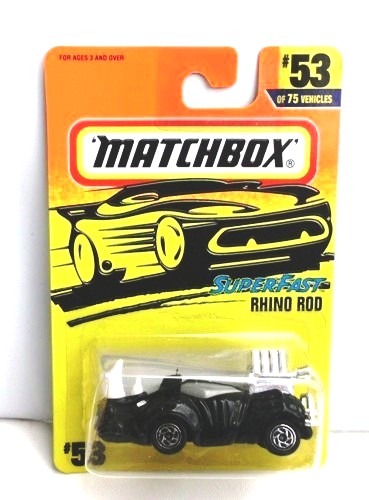 FOR AGES 3 AND OVER
#53
OF 75 VEHICLES
MATCHBOX®
SUPERFAST
RHINO ROD
#53